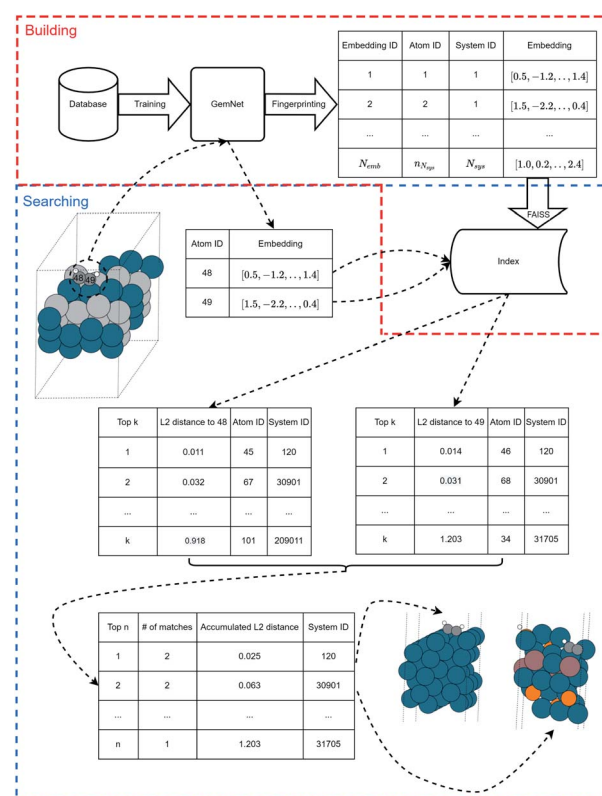 Building
Database
Training
GemNet
Fingerprinting
Embedding ID Atom ID System ID Embedding
1 1 1 [0.5, −1.2, . . , 1.4]
2 2 1 [1.5, −2.2, . . , 0.4]
... ... ... ...
N_emb n_{N_sys} N_sys [1.0, 0.2, . . , 2.4]
FAISS
Index
Searching
48 49
Atom ID Embedding
48 [0.5, −1.2, . . , 1.4]
49 [1.5, −2.2, . . , 0.4]
Top k L2 distance to 48 Atom ID System ID
1 0.011 45 120
2 0.032 67 30901
... ... ... ...
k 0.918 101 209011
Top k L2 distance to 49 Atom ID System ID
1 0.014 46 120
2 0.031 68 30901
... ... ... ...
k 1.203 34 31705
Top n # of matches Accumulated L2 distance System ID
1 2 0.025 120
2 2 0.063 30901
... ... ... ...
n 1 1.203 31705